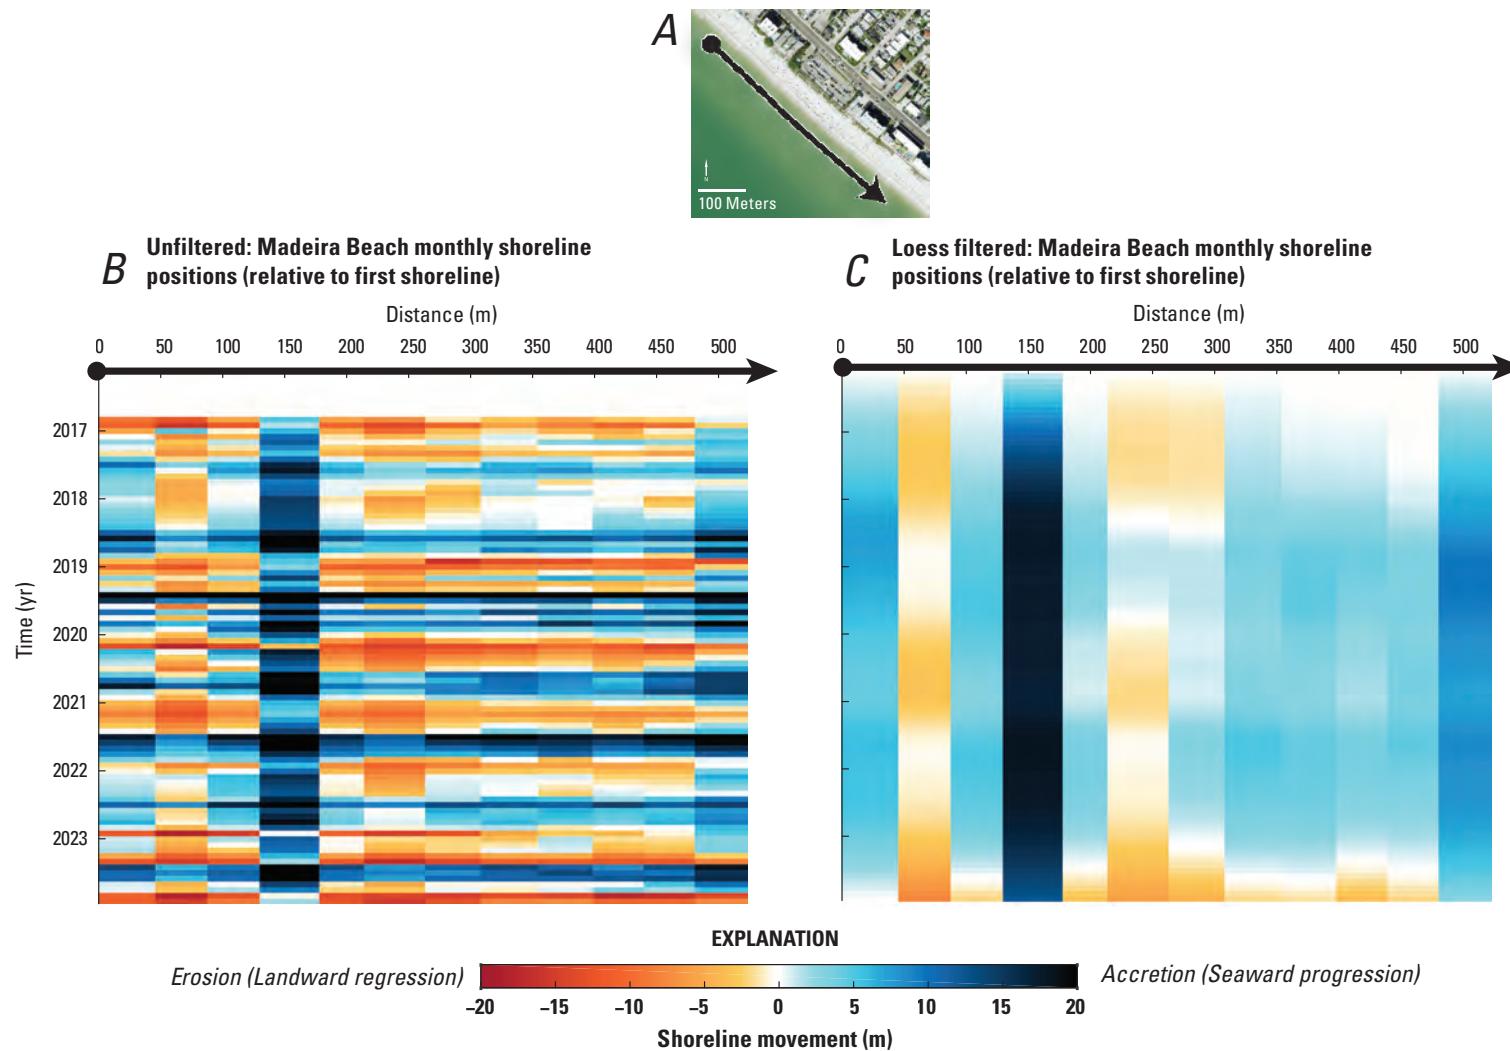 A
N
100 Meters
B
Unfiltered: Madeira Beach monthly shoreline
positions (relative to first shoreline)
Distance (m)
0 50 100 150 200 250 300 350 400 450 500
Time (yr)
2017
2018
2019
2020
2021
2022
2023
C
Loess filtered: Madeira Beach monthly shoreline
positions (relative to first shoreline)
Distance (m)
0 50 100 150 200 250 300 350 400 450 500
EXPLANATION
Erosion (Landward regression)
Accretion (Seaward progression)
–20 –15 –10 –5 0 5 10 15 20
Shoreline movement (m)